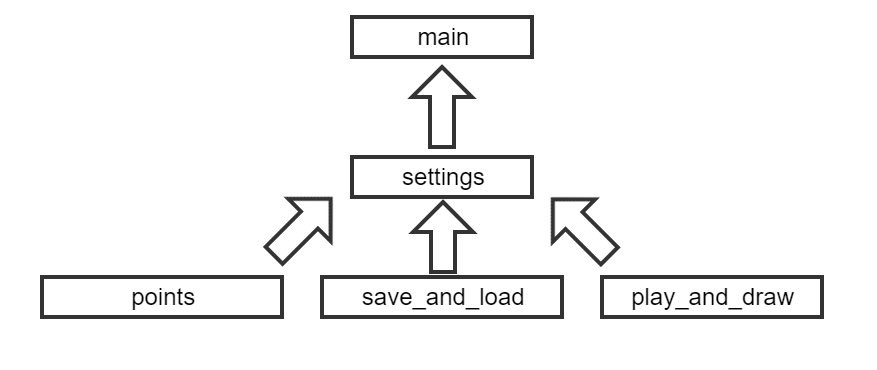 main
settings
points
save_and_load
play_and_draw